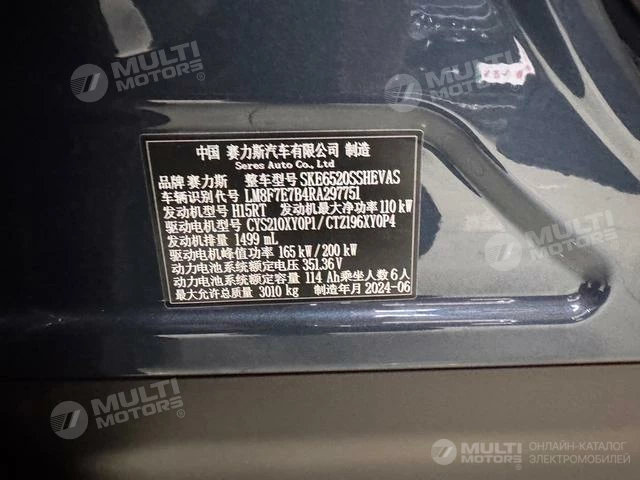 MULTI
MOTORS®
MULTI
MOTORS®
中国 赛力斯汽车有限公司 制造
Seres Auto Co., Ltd
品牌 赛力斯 整车型号 SKE6520SSHEVAS
车辆识别代号 LM8F7E7B4RA297751
发动机型号 H15RT 发动机最大净功率 110 kW
驱动电机型号 CYS210XY0P1/CTZ196XY0P4
发动机排量 1499 mL
驱动电机峰值功率 165 kW/200 kW
动力电池系统额定电压 351.36 V
动力电池系统额定容量 114 Ah 乘坐人数 6 人
最大允许总质量 3010 kg 制造年月 2024-06
MULTI
MOTORS®
MULTI
MOTORS®
ОНЛАЙН-КАТАЛОГ
ЭЛЕКТРОМОБИЛЕЙ